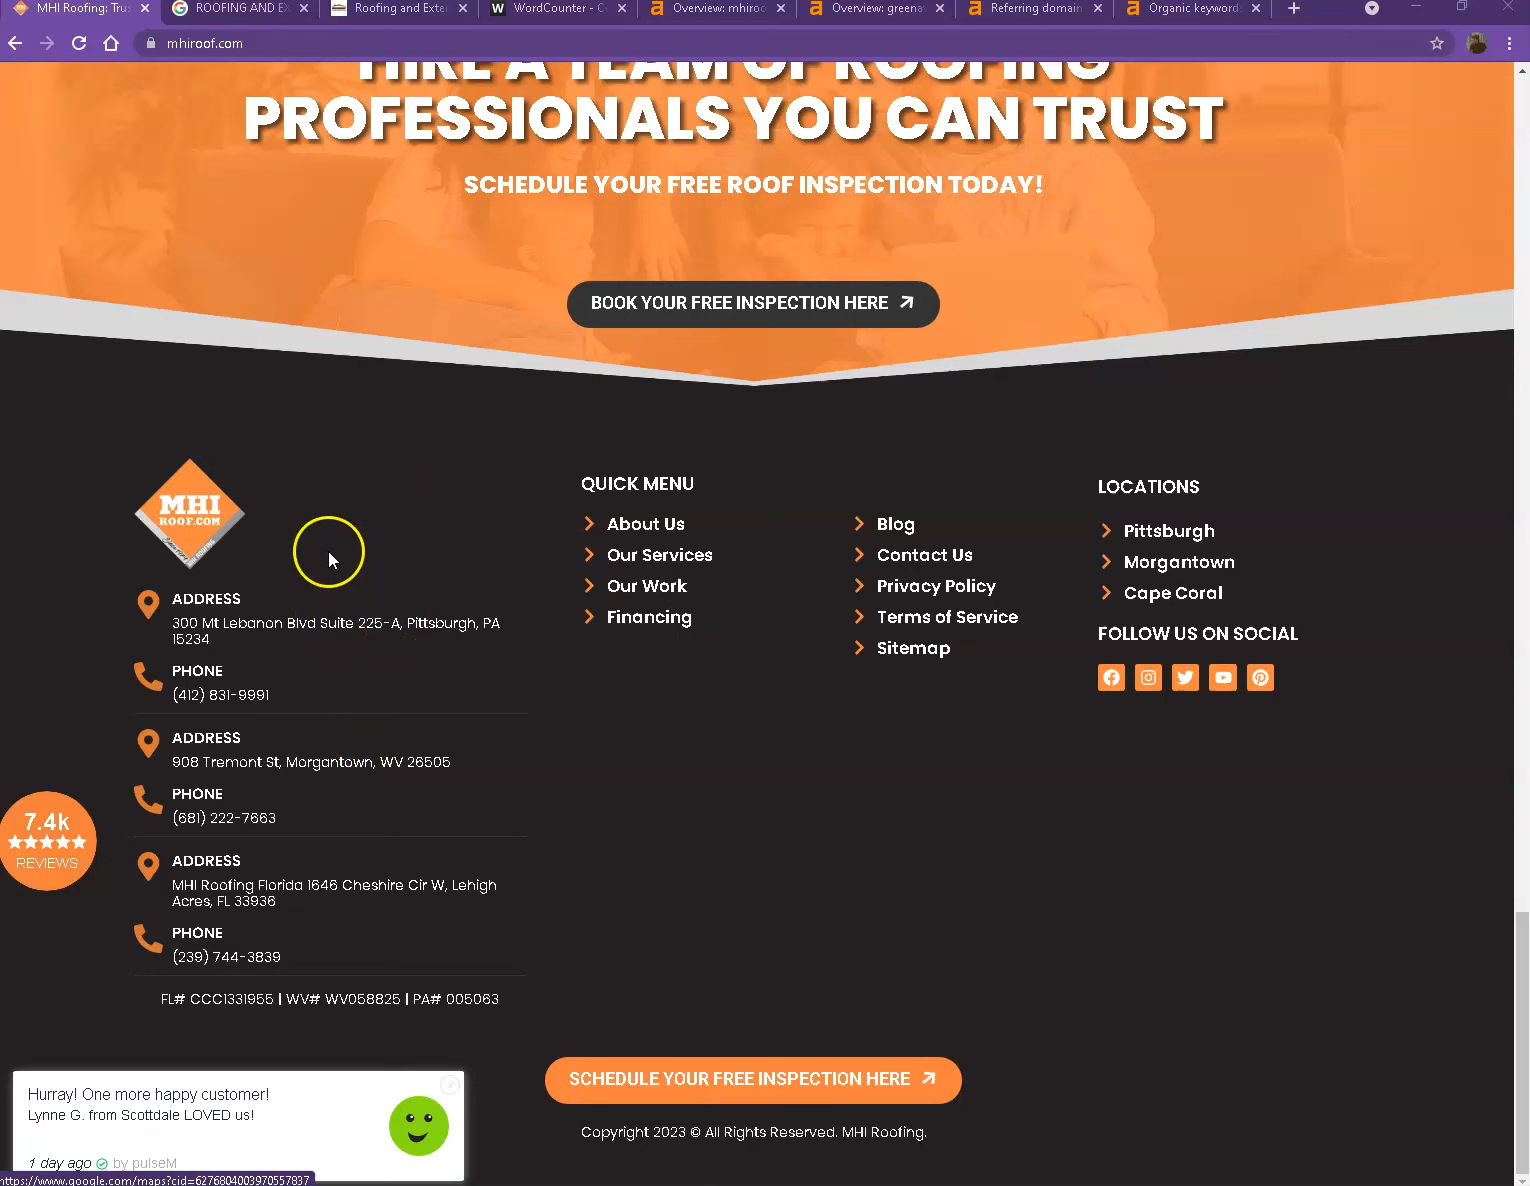 MHI Roofing: Tru
ROOFING AND E
Roofing and Exte
WordCounter - C
Overview: mhiroo
Overview: greena
Referring domain
Organic keyword
mhiroof.com
HIRE A TEAM OF ROOFING
PROFESSIONALS YOU CAN TRUST
SCHEDULE YOUR FREE ROOF INSPECTION TODAY!
BOOK YOUR FREE INSPECTION HERE
MHI
ROOF.COM
ADDRESS
300 Mt Lebanon Blvd Suite 225-A, Pittsburgh, PA
15234
PHONE
(412) 831-9991
ADDRESS
908 Tremont St, Morgantown, WV 26505
PHONE
(681) 222-7663
ADDRESS
MHI Roofing Florida 1646 Cheshire Cir W, Lehigh
Acres, FL 33936
PHONE
(239) 744-3839
FL# CCC1331955 | WV# WV058825 | PA# 005063
QUICK MENU
About Us
Our Services
Our Work
Financing
Blog
Contact Us
Privacy Policy
Terms of Service
Sitemap
LOCATIONS
Pittsburgh
Morgantown
Cape Coral
FOLLOW US ON SOCIAL
7.4k
REVIEWS
SCHEDULE YOUR FREE INSPECTION HERE
Copyright 2023 © All Rights Reserved. MHI Roofing.
Hurray! One more happy customer!
Lynne G. from Scottdale LOVED us!
1 day ago by pulseM
https://www.google.com/maps?cid=6276804003970557837